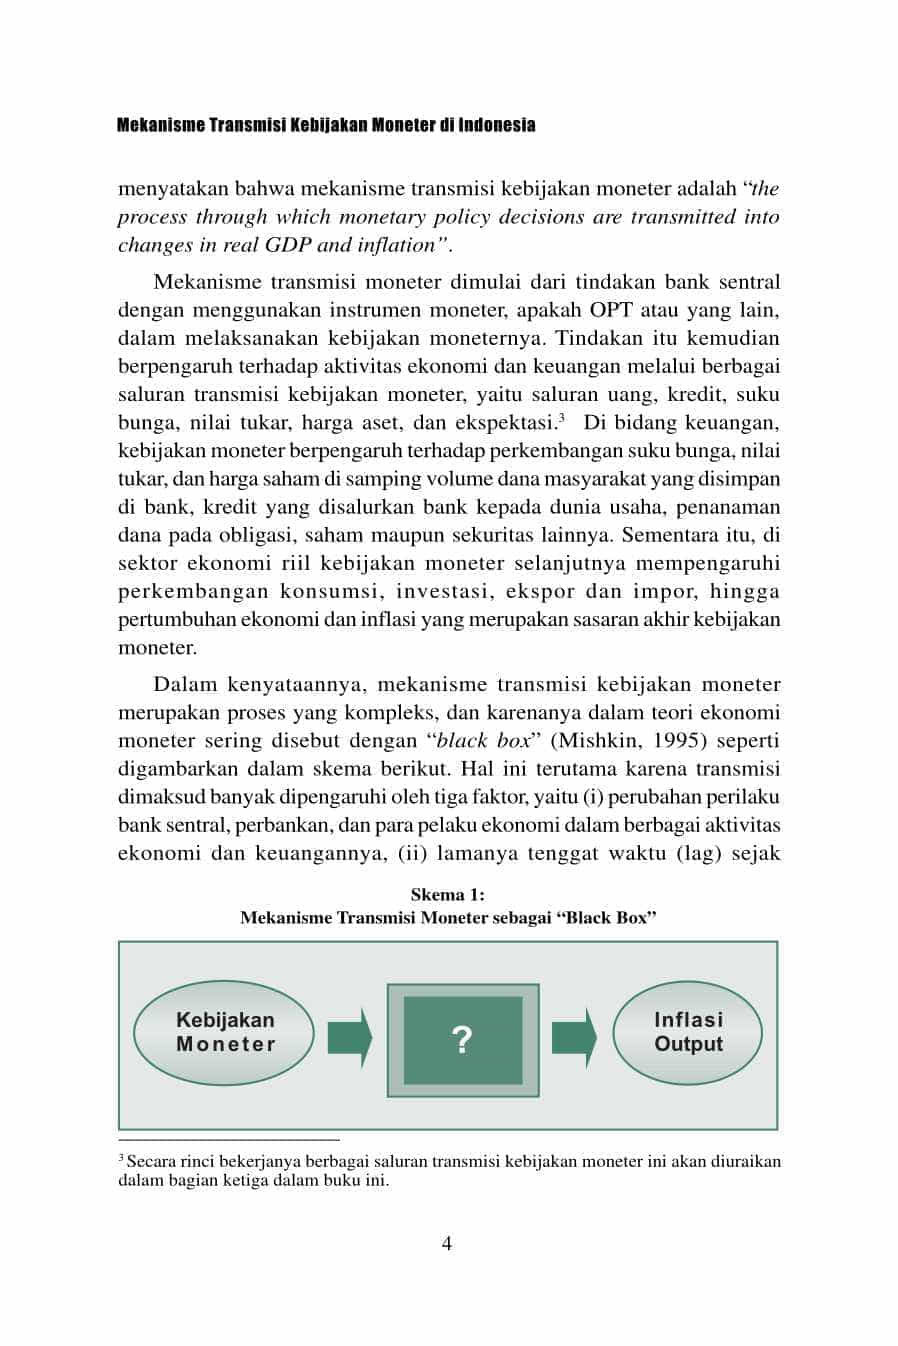 Mekanisme Transmisi Kebijakan Moneter di Indonesia
menyatakan bahwa mekanisme transmisi kebijakan moneter adalah “the
process through which monetary policy decisions are transmitted into
changes in real GDP and inflation”.
Mekanisme transmisi moneter dimulai dari tindakan bank sentral
dengan menggunakan instrumen moneter, apakah OPT atau yang lain,
dalam melaksanakan kebijakan moneternya. Tindakan itu kemudian
berpengaruh terhadap aktivitas ekonomi dan keuangan melalui berbagai
saluran transmisi kebijakan moneter, yaitu saluran uang, kredit, suku
bunga, nilai tukar, harga aset, dan ekspektasi.³ Di bidang keuangan,
kebijakan moneter berpengaruh terhadap perkembangan suku bunga, nilai
tukar, dan harga saham di samping volume dana masyarakat yang disimpan
di bank, kredit yang disalurkan bank kepada dunia usaha, penanaman
dana pada obligasi, saham maupun sekuritas lainnya. Sementara itu, di
sektor ekonomi riil kebijakan moneter selanjutnya mempengaruhi
perkembangan konsumsi, investasi, ekspor dan impor, hingga
pertumbuhan ekonomi dan inflasi yang merupakan sasaran akhir kebijakan
moneter.
Dalam kenyataannya, mekanisme transmisi kebijakan moneter
merupakan proses yang kompleks, dan karenanya dalam teori ekonomi
moneter sering disebut dengan “black box” (Mishkin, 1995) seperti
digambarkan dalam skema berikut. Hal ini terutama karena transmisi
dimaksud banyak dipengaruhi oleh tiga faktor, yaitu (i) perubahan perilaku
bank sentral, perbankan, dan para pelaku ekonomi dalam berbagai aktivitas
ekonomi dan keuangannya, (ii) lamanya tenggat waktu (lag) sejak
Skema 1:
Mekanisme Transmisi Moneter sebagai “Black Box”
Kebijakan
Moneter
?
Inflasi
Output
³ Secara rinci bekerjanya berbagai saluran transmisi kebijakan moneter ini akan diuraikan
dalam bagian ketiga dalam buku ini.
4